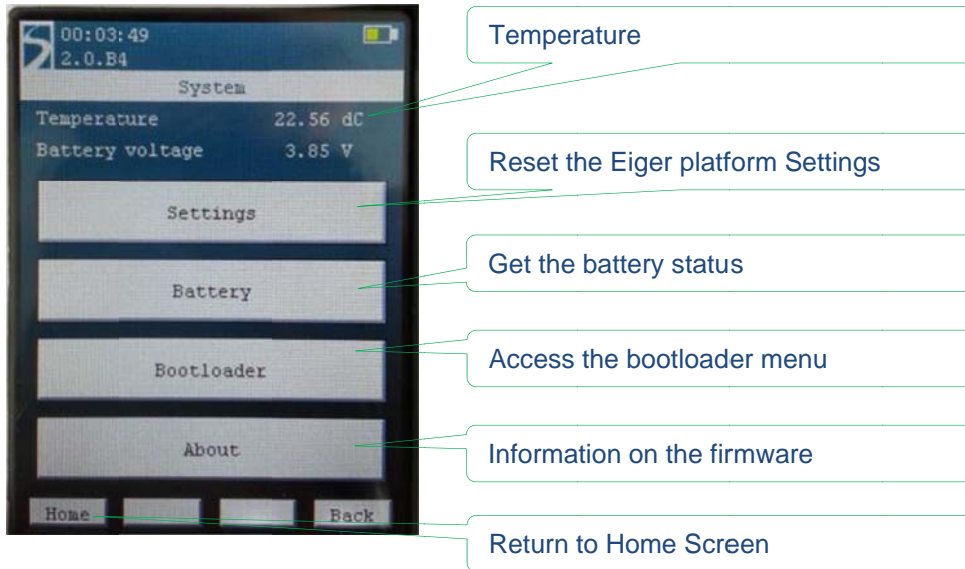 00:03:49
2.0.B4
System
Temperature 22.56 dC
Battery voltage 3.85 V
Settings
Battery
Bootloader
About
Home Back
Temperature
Reset the Eiger platform Settings
Get the battery status
Access the bootloader menu
Information on the firmware
Return to Home Screen